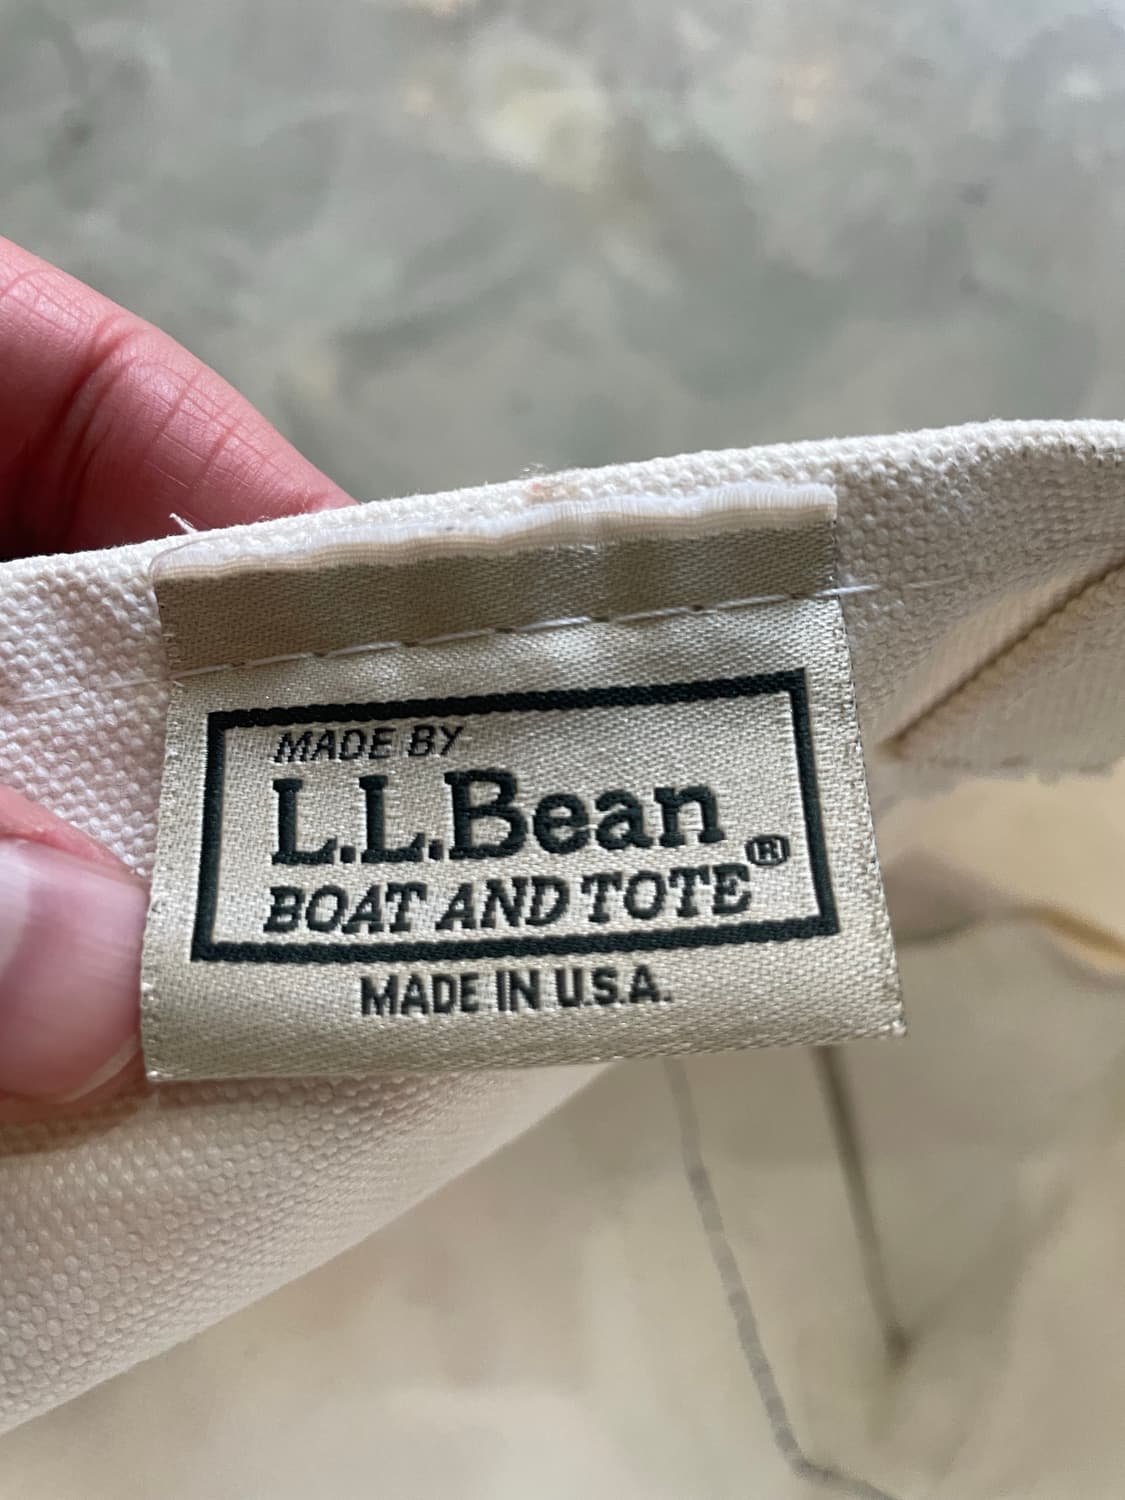 MADE BY
L.L.Bean
BOAT AND TOTE®
MADE IN U.S.A.